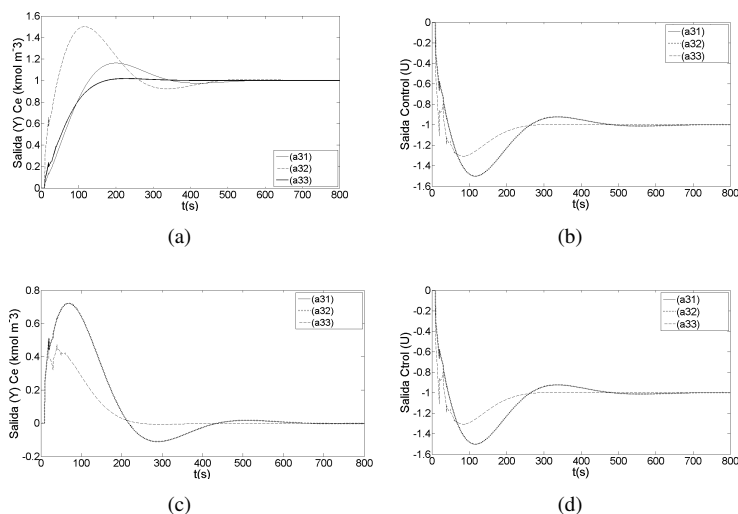 1.6
1.4
1.2
1
0.8
0.6
0.4
0.2
0
Salida (Y) Ce (kmol mˉ3)
0 100 200 300 400 500 600 700 800
t(s)
(a31)
(a32)
(a33)
(a)
0
-0.2
-0.4
-0.6
-0.8
-1
-1.2
-1.4
-1.6
Saida Control (U)
0 100 200 300 400 500 600 700 800
t(s)
(a31)
(a32)
(a33)
(b)
0.8
0.6
0.4
0.2
0
-0.2
Salida (Y) Ce (kmol mˉ3)
0 100 200 300 400 500 600 700 800
t(s)
(a31)
(a32)
(a33)
(c)
0
-0.2
-0.4
-0.6
-0.8
-1
-1.2
-1.4
-1.6
Salida Ctrol (U)
0 100 200 300 400 500 600 700 800
t(s)
(a31)
(a32)
(a33)
(d)